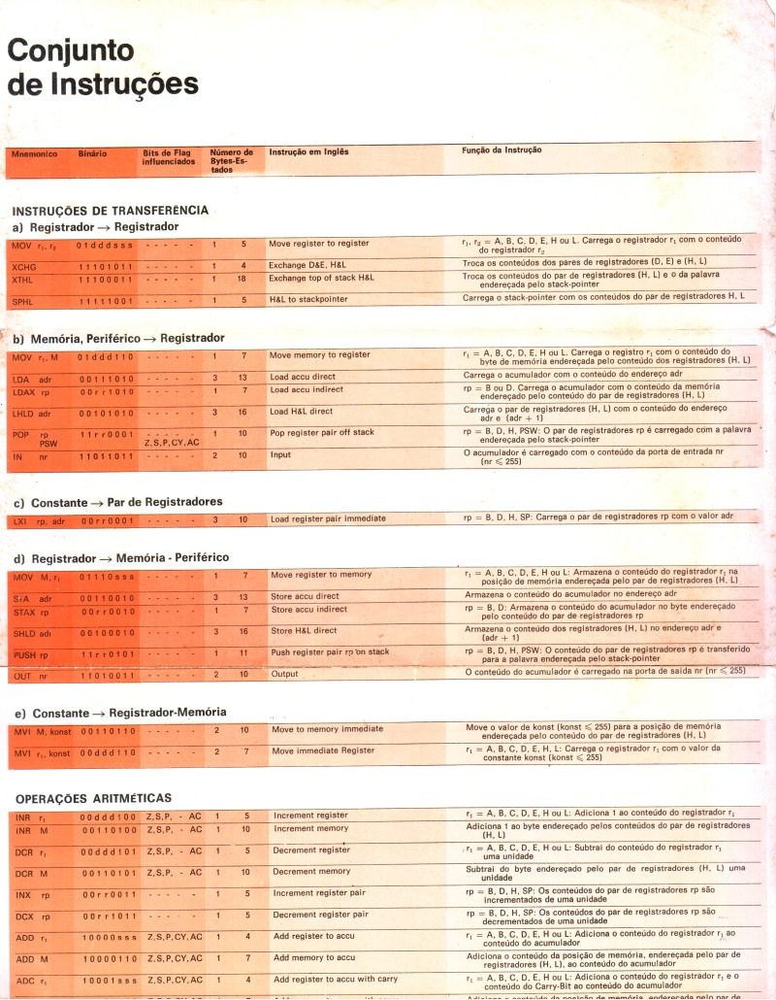 Conjunto
de Instruções
Mnemonico Binário Bits de Flag influenciados Número de Bytes-Es-tados Instrução em Inglês Função da Instrução
INSTRUÇÕES DE TRANSFERÊNCIA
a) Registrador → Registrador
MOV r₁, r₂ 01dddsss - - - - - 1 5 Move register to register r₁, r₂ = A, B, C, D, E, H ou L. Carrega o registrador r₁ com o conteúdo
do registrador r₂
XCHG 11101011 - - - - - 1 4 Exchange D&E, H&L Troca os conteúdos dos pares de registradores (D, E) e (H, L)
XTHL 11100011 - - - - - 1 18 Exchange top of stack H&L Troca os conteúdos do par de registradores (H, L) e o da palavra
endereçada pelo stack-pointer
SPHL 11111001 - - - - - 1 5 H&L to stackpointer Carrega o stack-pointer com os conteúdos do par de registradores H, L
b) Memória, Periférico → Registrador
MOV r₁, M 01ddd110 - - - - - 1 7 Move memory to register r₁ = A, B, C, D, E, H ou L. Carrega o registro r₁ com o conteúdo do
byte de memória endereçada pelo conteúdo dos registradores (H, L)
LDA adr 00111010 - - - - - 3 13 Load accu direct Carrega o acumulador com o conteúdo do endereço adr
LDAX rp 00rr1010 - - - - - 1 7 Load accu indirect rp = B ou D. Carrega o acumulador com o conteúdo da memória
endereçada pelo conteúdo do par de registradores (H, L)
LHLD adr 00101010 - - - - - 3 16 Load H&L direct Carrega o par de registradores (H, L) com o conteúdo do endereço
adr e (adr + 1)
POP rp 11rr0001 - - - - - 1 10 Pop register pair off stack rp = B, D, H, PSW: O par de registradores rp é carregado com a palavra
PSW Z,S,P,CY,AC endereçada pelo stack-pointer
IN nr 11011011 - - - - - 2 10 Input O acumulador é carregado com o conteúdo da porta de entrada nr
(nr ⩽ 255)
c) Constante → Par de Registradores
LXI rp, adr 00rr0001 - - - - - 3 10 Load register pair immediate rp = B, D, H, SP: Carrega o par de registradores rp com o valor adr
d) Registrador → Memória - Periférico
MOV M, r₁ 01110sss - - - - - 1 7 Move register to memory r₁ = A, B, C, D, E, H ou L: Armazena o conteúdo do registrador r₁ na
posição de memória endereçada pelo par de registradores (H, L)
STA adr 00110010 - - - - - 3 13 Store accu direct Armazena o conteúdo do acumulador no endereço adr
STAX rp 00rr0010 - - - - - 1 7 Store accu indirect rp = B, D: Armazena o conteúdo do acumulador no byte endereçado
pelo conteúdo do par de registradores rp
SHLD adr 00100010 - - - - - 3 16 Store H&L direct Armazena o conteúdo dos registradores (H, L) no endereço adr e
(adr + 1)
PUSH rp 11rr0101 - - - - - 1 11 Push register pair rp on stack rp = B, D, H, PSW: O conteúdo do par de registradores rp é transferido
para a palavra endereçada pelo stack-pointer
OUT nr 11010011 - - - - - 2 10 Output O conteúdo do acumulador é carregado na porta de saída nr (nr ⩽ 255)
e) Constante → Registrador-Memória
MVI M, konst 00110110 - - - - - 2 10 Move to memory immediate Move o valor de konst (konst ⩽ 255) para a posição de memória
endereçada pelo conteúdo do par de registradores (H, L)
MVI r₁, konst 00ddd110 - - - - - 2 7 Move immediate Register r₁ = A, B, C, D, E, H, L: Carrega o registrador r₁ com o valor da
constante konst (konst ⩽ 255)
OPERAÇÕES ARITMÉTICAS
INR r₁ 00ddd100 Z,S,P, - AC 1 5 Increment register r₁ = A, B, C, D, E, H ou L: Adiciona 1 ao conteúdo do registrador r₁
INR M 00110100 Z,S,P, - AC 1 10 Increment memory Adiciona 1 ao byte endereçado pelos conteúdos do par de registradores
(H, L)
DCR r₁ 00ddd101 Z,S,P, - AC 1 5 Decrement register r₁ = A, B, C, D, E, H ou L: Subtrai do conteúdo do registrador r₁
uma unidade
DCR M 00110101 Z,S,P, - AC 1 10 Decrement memory Subtrai do byte endereçado pelo par de registradores (H, L) uma
unidade
INX rp 00rr0011 - - - - - 1 5 Increment register pair rp = B, D, H, SP: Os conteúdos do par de registradores rp são
incrementados de uma unidade
DCX rp 00rr1011 - - - - - 1 5 Decrement register pair rp = B, D, H, SP: Os conteúdos do par de registradores rp são
decrementados de uma unidade
ADD r₁ 10000sss Z,S,P,CY,AC 1 4 Add register to accu r₁ = A, B, C, D, E, H ou L: Adiciona o conteúdo do registrador r₁ ao
conteúdo do acumulador
ADD M 10000110 Z,S,P,CY,AC 1 7 Add memory to accu Adiciona o conteúdo da memória, endereçada pelo par de
registradores (H, L), ao conteúdo do acumulador
ADC r₁ 10001sss Z,S,P,CY,AC 1 4 Add register to accu with carry r₁ = A, B, C, D, E, H ou L: Adiciona o conteúdo do registrador r₁ e o
conteúdo do Carry-Bit ao conteúdo do acumulador